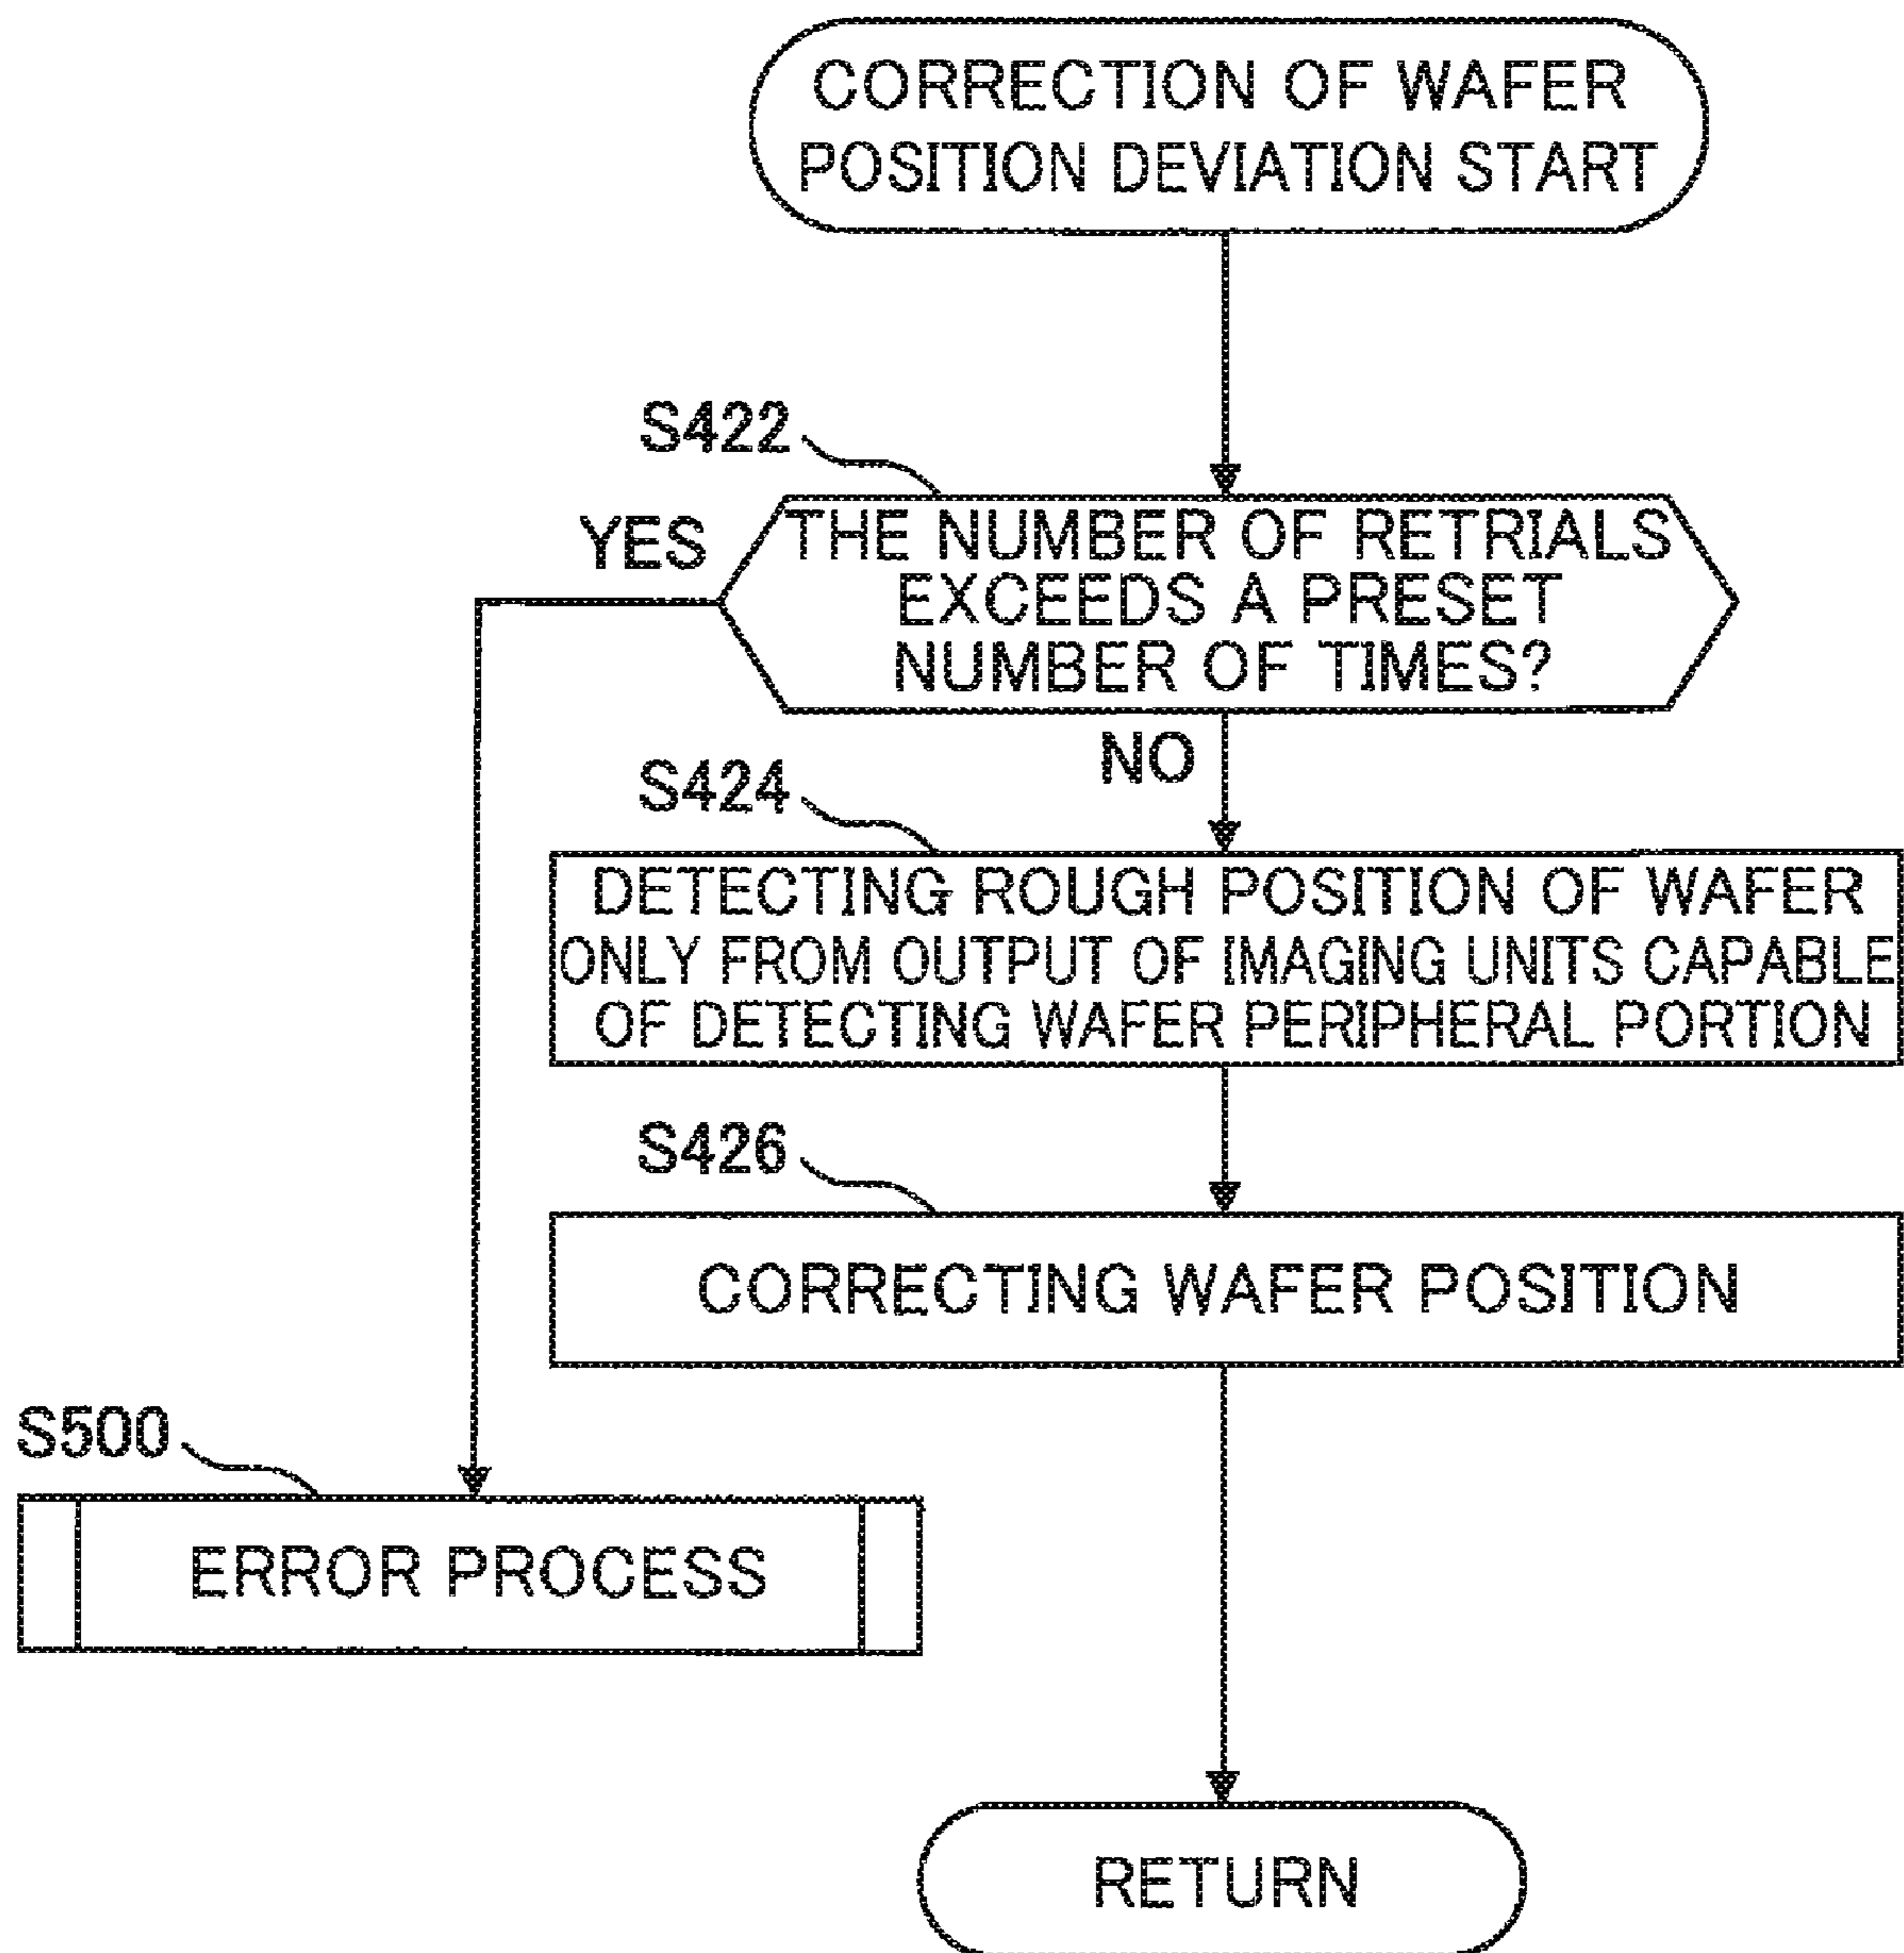 CORRECTION OF WAFER
POSITION DEVIATION START
S422
YES
THE NUMBER OF RETRIALS
EXCEEDS A PRESET
NUMBER OF TIMES?
NO
S424
DETECTING ROUGH POSITION OF WAFER
ONLY FROM OUTPUT OF IMAGING UNITS CAPABLE
OF DETECTING WAFER PERIPHERAL PORTION
S426
CORRECTING WAFER POSITION
S500
ERROR PROCESS
RETURN